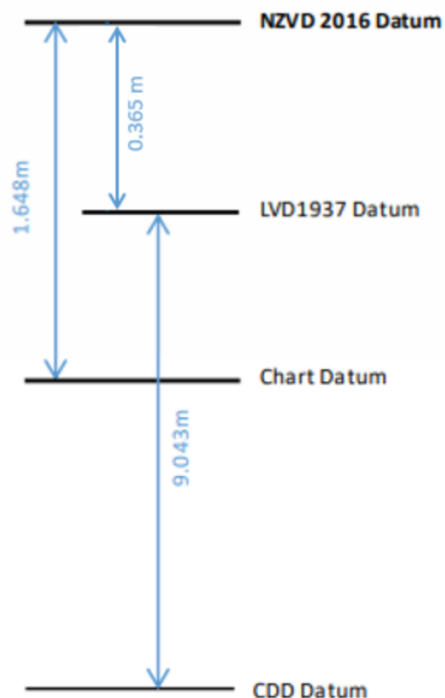 NZVD 2016 Datum
0.365 m
1.648m
LVD1937 Datum
Chart Datum
9.043m
CDD Datum